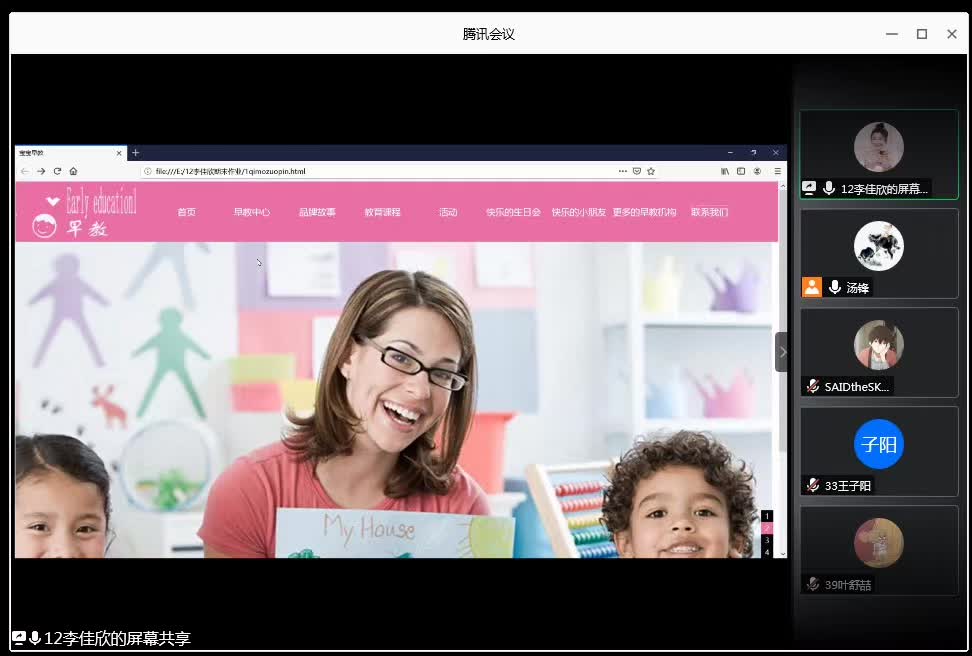 腾讯会议
宝宝早教
file:///E:/12李佳欣期末作业/1qimozuopin.html
Early education
早教
首页 早教中心 品牌故事 教育课程 活动 快乐的生日会 快乐的小朋友 更多的早教机构 联系我们
My House
1
2
3
4
12李佳欣的屏幕...
汤锋
SAIDtheSK...
子阳
33王子阳
39叶舒喆
12李佳欣的屏幕共享